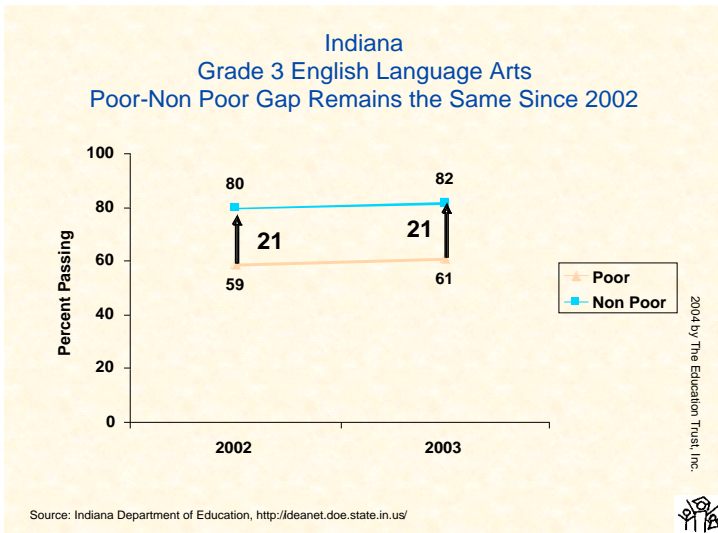 Indiana
Grade 3 English Language Arts
Poor-Non Poor Gap Remains the Same Since 2002
100
80
60
40
20
0
Percent Passing
80
82
21
21
59
61
2002
2003
Poor
Non Poor
2004 by The Education Trust, Inc.
Source: Indiana Department of Education, http://ideanet.doe.state.in.us/